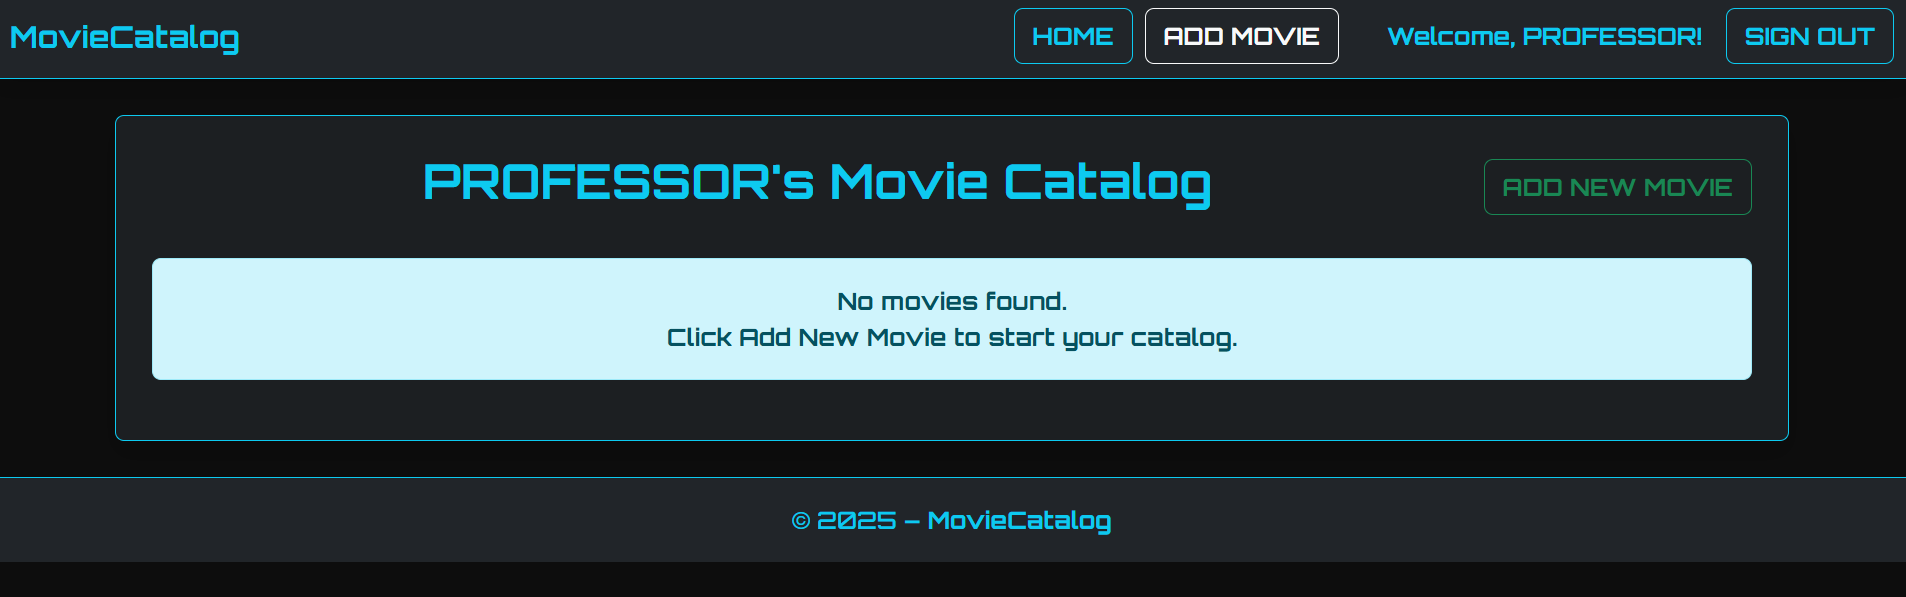 MovieCatalog
HOME
ADD MOVIE
Welcome, PROFESSOR!
SIGN OUT
PROFESSOR's Movie Catalog
ADD NEW MOVIE
No movies found.
Click Add New Movie to start your catalog.
© 2025 – MovieCatalog